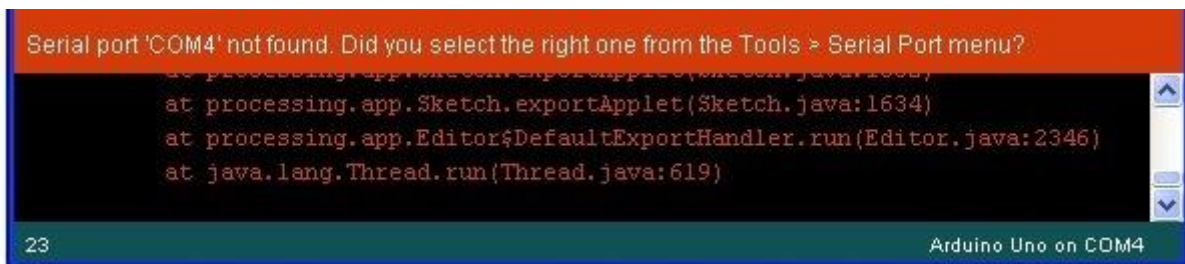 Serial port 'COM4' not found. Did you select the right one from the Tools > Serial Port menu?
at processing.app.Sketch.exportApplet(Sketch.java:1634)
at processing.app.Editor$DefaultExportHandler.run(Editor.java:2346)
at java.lang.Thread.run(Thread.java:619)
23
Arduino Uno on COM4